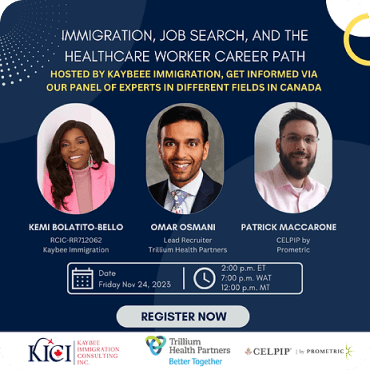 IMMIGRATION, JOB SEARCH, AND THE
HEALTHCARE WORKER CAREER PATH
HOSTED BY KAYBEEE IMMIGRATION, GET INFORMED VIA
OUR PANEL OF EXPERTS IN DIFFERENT FIELDS IN CANADA
KEMI BOLATITO-BELLO
RCIC-RR712062
Kaybee Immigration
OMAR OSMANI
Lead Recruiter
Trillium Health Partners
PATRICK MACCARONE
CELPIP by
Prometric
Date
Friday Nov 24, 2023
2:00 p.m. ET
7:00 p.m. WAT
12:00 p.m. MT
REGISTER NOW
KICI
KAYBEE
IMMIGRATION
CONSULTING
INC.
Trillium
Health Partners
Better Together
CELPIP | by PROMETRIC